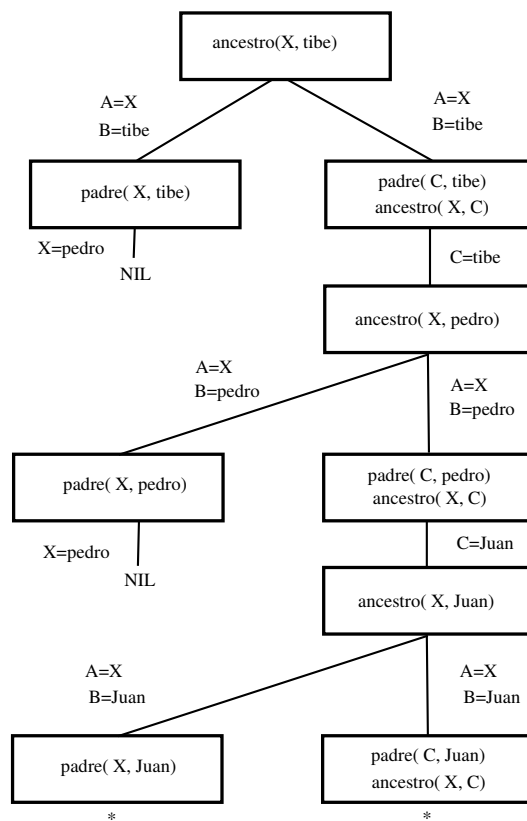 ancestro(X, tibe)
A=X
B=tibe
A=X
B=tibe
padre( X, tibe)
padre( C, tibe)
ancestro( X, C)
X=pedro
NIL
C=tibe
ancestro( X, pedro)
A=X
B=pedro
A=X
B=pedro
padre( X, pedro)
padre( C, pedro)
ancestro( X, C)
X=pedro
NIL
C=Juan
ancestro( X, Juan)
A=X
B=Juan
A=X
B=Juan
padre( X, Juan)
padre( C, Juan)
ancestro( X, C)
*
*